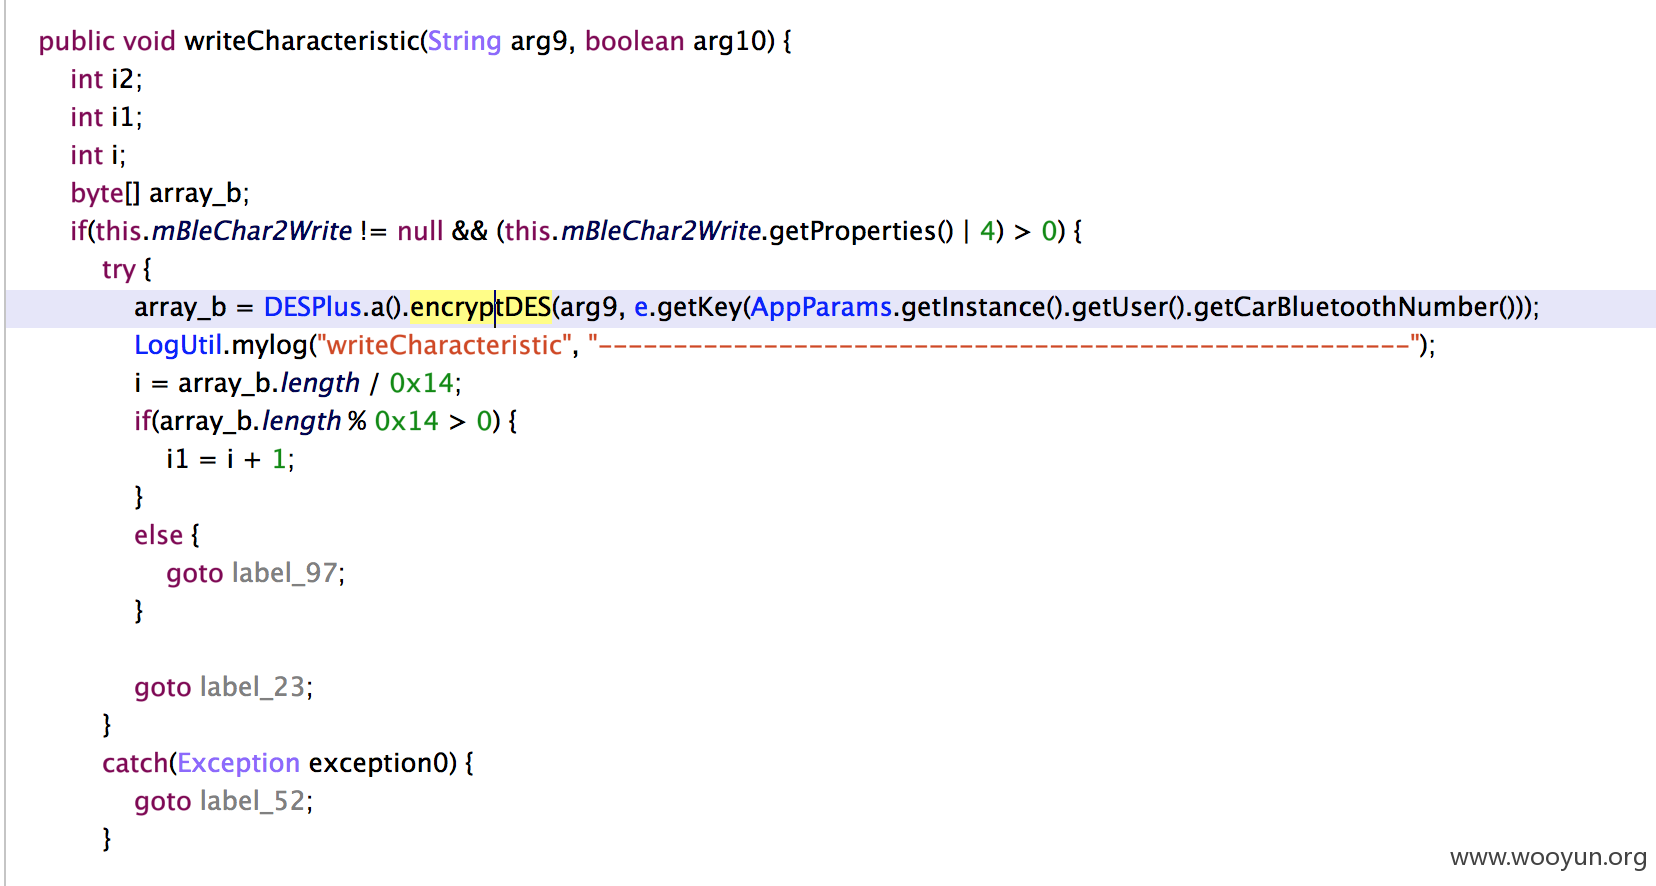 public void writeCharacteristic(String arg9, boolean arg10) {
int i2;
int i1;
int i;
byte[] array_b;
if(this.mBleChar2Write != null && (this.mBleChar2Write.getProperties() | 4) > 0) {
try {
array_b = DESPlus.a().encryptDES(arg9, e.getKey(AppParams.getInstance().getUser().getCarBluetoothNumber()));
LogUtil.mylog("writeCharacteristic", "------------------------------------------------------");
i = array_b.length / 0x14;
if(array_b.length % 0x14 > 0) {
i1 = i + 1;
}
else {
goto label_97;
}
goto label_23;
}
catch(Exception exception0) {
goto label_52;
}
www.wooyun.org